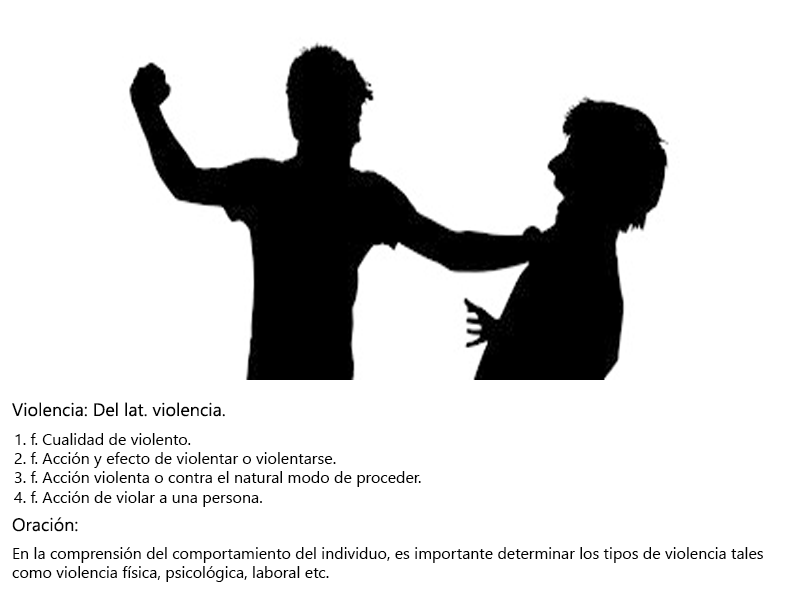 Violencia: Del lat. violencia.
1. f. Cualidad de violento.
2. f. Acción y efecto de violentar o violentarse.
3. f. Acción violenta o contra el natural modo de proceder.
4. f. Acción de violar a una persona.
Oración:
En la comprensión del comportamiento del individuo, es importante determinar los tipos de violencia tales
como violencia física, psicológica, laboral etc.